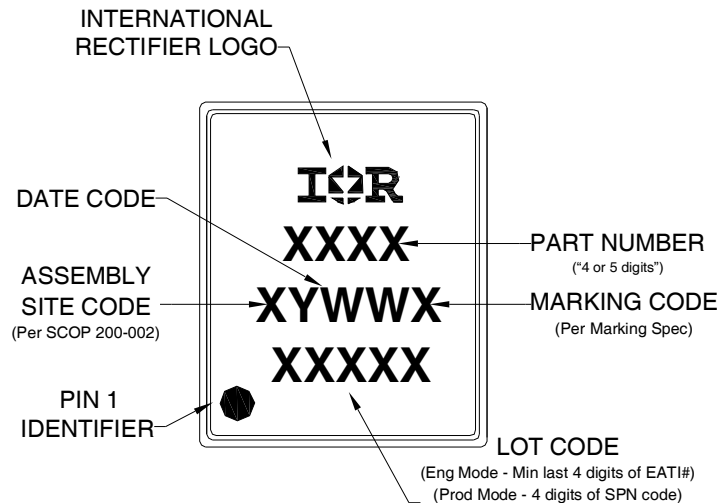 INTERNATIONAL
RECTIFIER LOGO
IOR
DATE CODE
XXXX
PART NUMBER
("4 or 5 digits")
ASSEMBLY
SITE CODE
(Per SCOP 200-002)
XYWWX
MARKING CODE
(Per Marking Spec)
XXXXX
PIN 1
IDENTIFIER
LOT CODE
(Eng Mode - Min last 4 digits of EATI#)
(Prod Mode - 4 digits of SPN code)